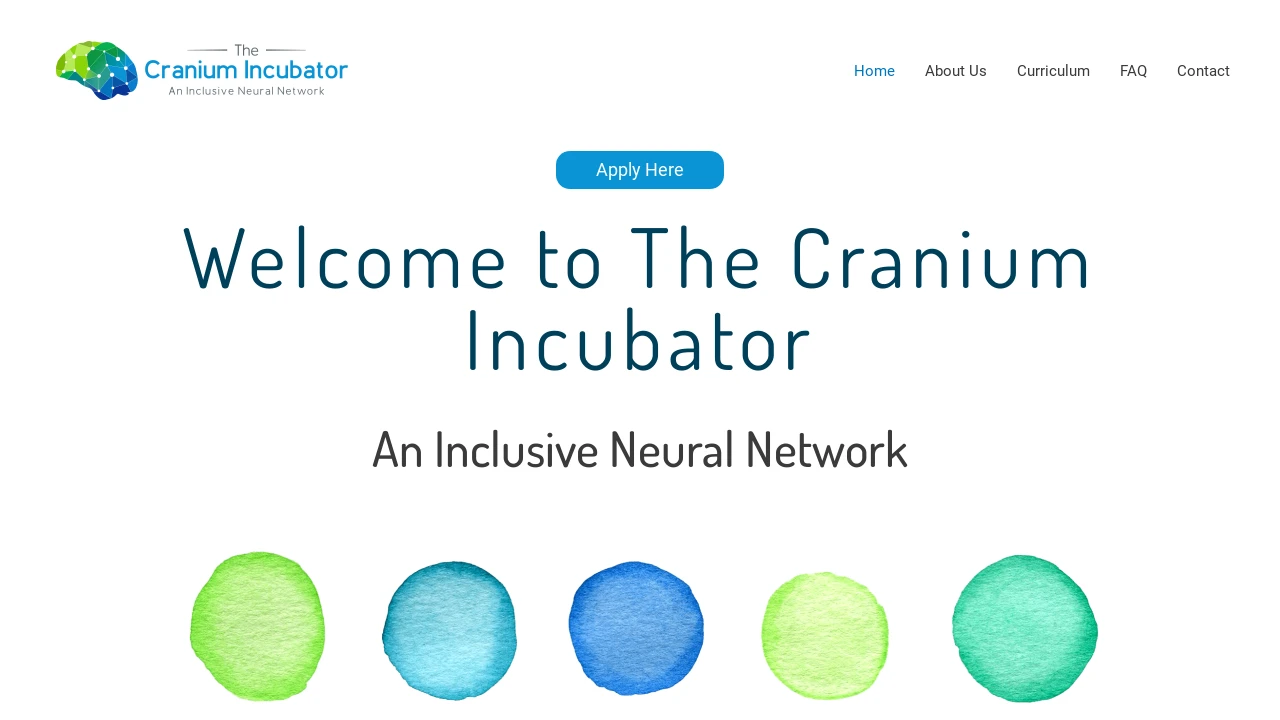 The
Cranium Incubator
An Inclusive Neural Network
Home About Us Curriculum FAQ Contact
Apply Here
Welcome to The Cranium
Incubator
An Inclusive Neural Network